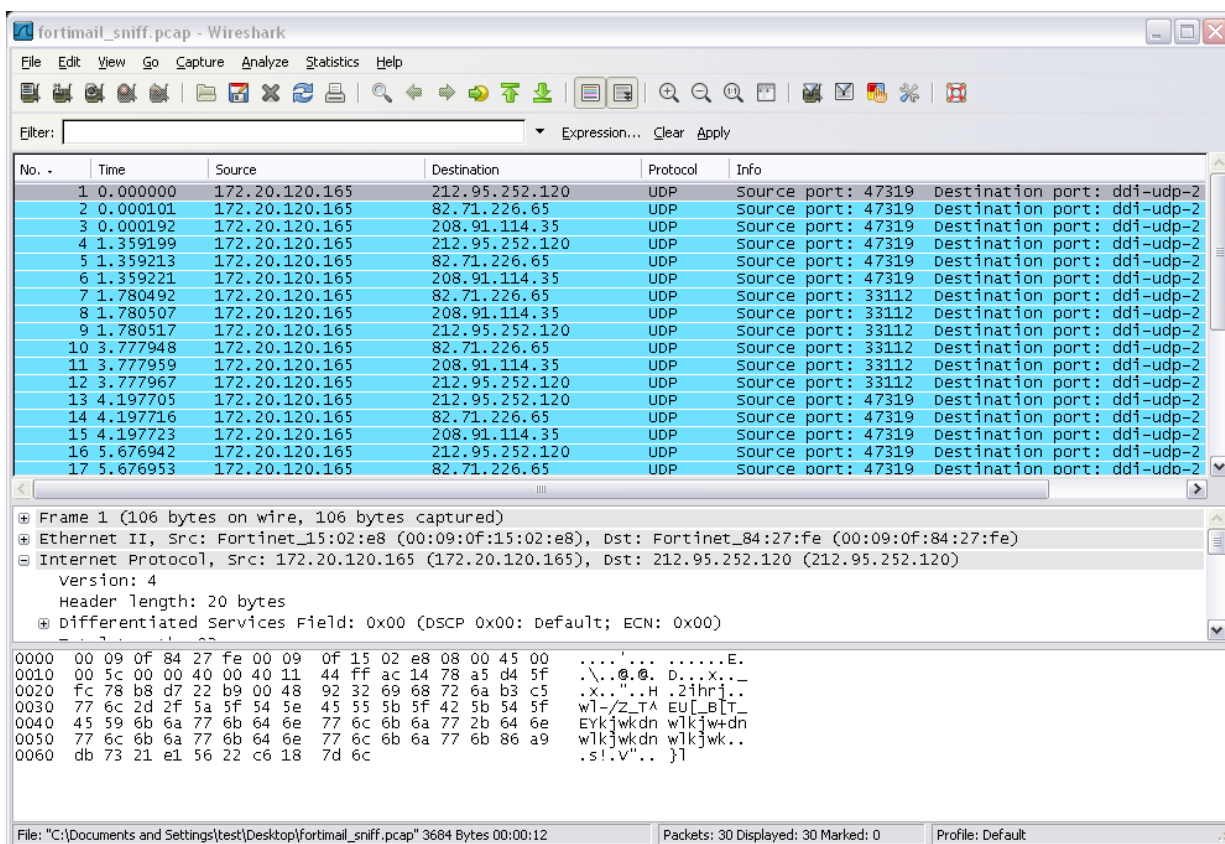 fortimail_sniff.pcap - Wireshark
File Edit View Go Capture Analyze Statistics Help
Filter: Expression... Clear Apply
No. Time Source Destination Protocol Info
1 0.000000 172.20.120.165 212.95.252.120 UDP Source port: 47319 Destination port: ddi-udp-2
2 0.000101 172.20.120.165 82.71.226.65 UDP Source port: 47319 Destination port: ddi-udp-2
3 0.000192 172.20.120.165 208.91.114.35 UDP Source port: 47319 Destination port: ddi-udp-2
4 1.359199 172.20.120.165 212.95.252.120 UDP Source port: 47319 Destination port: ddi-udp-2
5 1.359213 172.20.120.165 82.71.226.65 UDP Source port: 47319 Destination port: ddi-udp-2
6 1.359221 172.20.120.165 208.91.114.35 UDP Source port: 47319 Destination port: ddi-udp-2
7 1.780492 172.20.120.165 82.71.226.65 UDP Source port: 33112 Destination port: ddi-udp-2
8 1.780507 172.20.120.165 208.91.114.35 UDP Source port: 33112 Destination port: ddi-udp-2
9 1.780517 172.20.120.165 212.95.252.120 UDP Source port: 33112 Destination port: ddi-udp-2
10 3.777948 172.20.120.165 82.71.226.65 UDP Source port: 33112 Destination port: ddi-udp-2
11 3.777959 172.20.120.165 208.91.114.35 UDP Source port: 33112 Destination port: ddi-udp-2
12 3.777967 172.20.120.165 212.95.252.120 UDP Source port: 33112 Destination port: ddi-udp-2
13 4.197705 172.20.120.165 212.95.252.120 UDP Source port: 47319 Destination port: ddi-udp-2
14 4.197716 172.20.120.165 82.71.226.65 UDP Source port: 47319 Destination port: ddi-udp-2
15 4.197723 172.20.120.165 208.91.114.35 UDP Source port: 47319 Destination port: ddi-udp-2
16 5.676942 172.20.120.165 212.95.252.120 UDP Source port: 47319 Destination port: ddi-udp-2
17 5.676953 172.20.120.165 82.71.226.65 UDP Source port: 47319 Destination port: ddi-udp-2
Frame 1 (106 bytes on wire, 106 bytes captured)
Ethernet II, Src: Fortinet_15:02:e8 (00:09:0f:15:02:e8), Dst: Fortinet_84:27:fe (00:09:0f:84:27:fe)
Internet Protocol, Src: 172.20.120.165 (172.20.120.165), Dst: 212.95.252.120 (212.95.252.120)
Version: 4
Header length: 20 bytes
Differentiated Services Field: 0x00 (DSCP 0x00: Default; ECN: 0x00)
0000 00 09 0f 84 27 fe 00 09 0f 15 02 e8 08 00 45 00 ....'... ......E.
0010 00 5c 00 00 40 00 40 11 44 ff ac 14 78 a5 d4 5f .\..@.@. D...x.._
0020 fc 78 b8 d7 22 b9 00 48 92 32 69 68 72 6a b3 c5 .x.."..H .2ihrj..
0030 77 6c 2d 2f 5a 5f 54 5e 45 55 5b 5f 42 5b 54 5f wl-/Z_T^ EU[_B[T_
0040 45 59 6b 6a 77 6b 64 6e 77 6c 6b 6a 77 2b 64 6e EYkjwkdn wlkjw+dn
0050 77 6c 6b 6a 77 6b 64 6e 77 6c 6b 6a 77 6b 86 a9 wlkjwkdn wlkjwk..
0060 db 73 21 e1 56 22 c6 18 7d 6c .s!.V".. }l
File: "C:\Documents and Settings\test\Desktop\fortimail_sniff.pcap" 3684 Bytes 00:00:12 Packets: 30 Displayed: 30 Marked: 0 Profile: Default